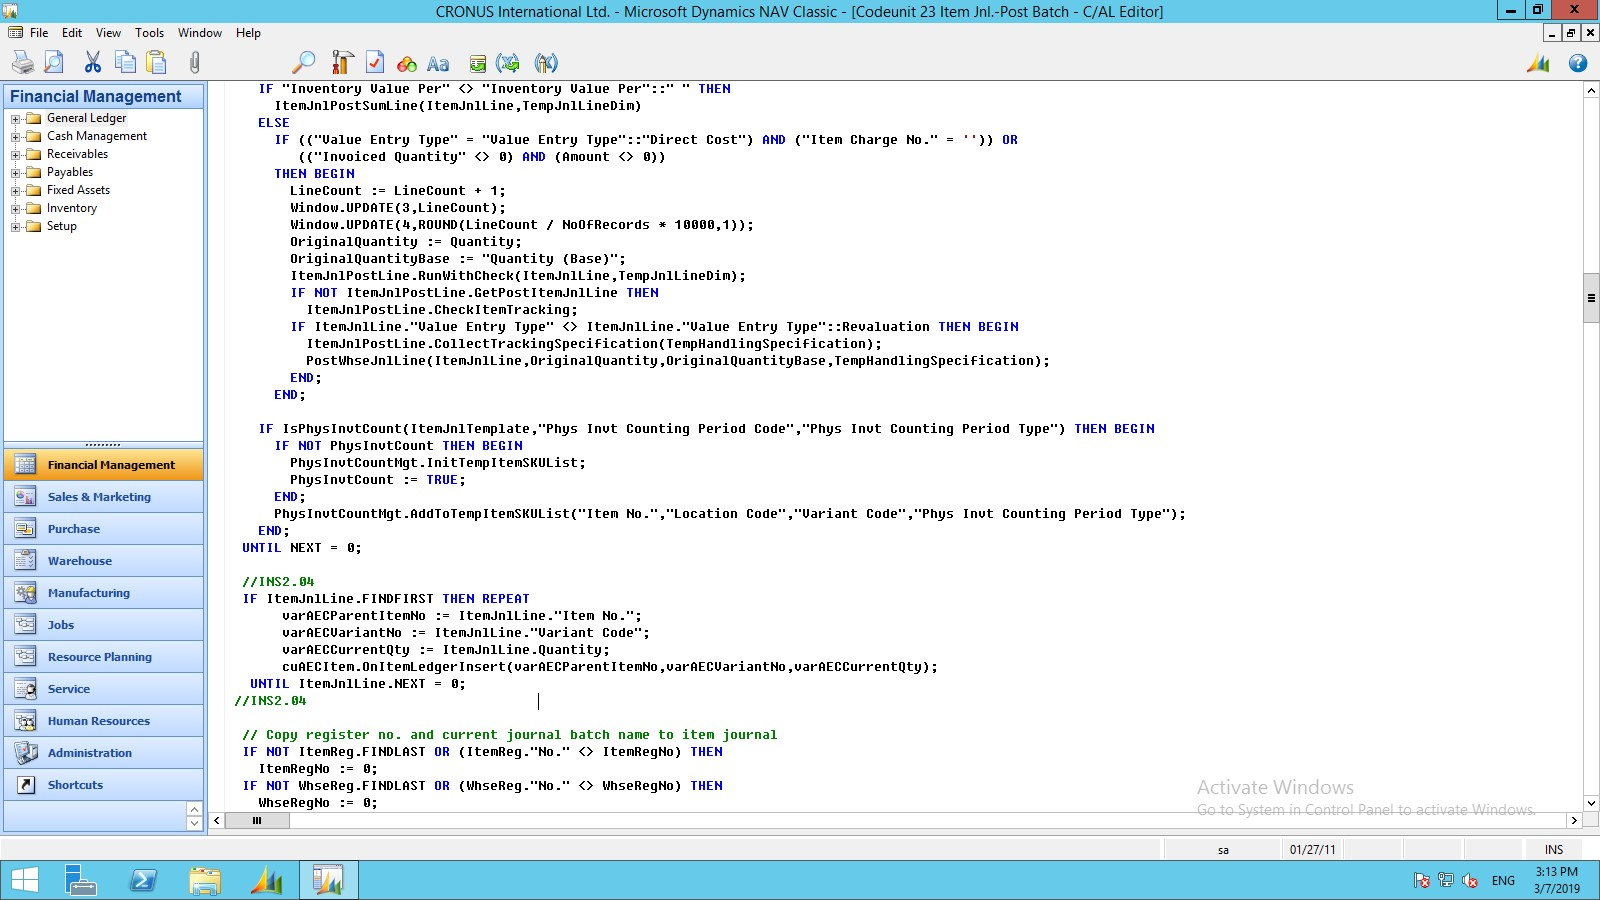 CRONUS International Ltd. - Microsoft Dynamics NAV Classic - [Codeunit 23 Item Jnl.-Post Batch - C/AL Editor]
File Edit View Tools Window Help
Financial Management
General Ledger
Cash Management
Receivables
Payables
Fixed Assets
Inventory
Setup
Financial Management
Sales & Marketing
Purchase
Warehouse
Manufacturing
Jobs
Resource Planning
Service
Human Resources
Administration
Shortcuts
IF "Inventory Value Per" <> "Inventory Value Per"::" " THEN
ItemJnlPostSumLine(ItemJnlLine,TempJnlLineDim)
ELSE
IF (("Value Entry Type" = "Value Entry Type"::"Direct Cost") AND ("Item Charge No." = '')) OR
(("Invoiced Quantity" <> 0) AND (Amount <> 0))
THEN BEGIN
LineCount := LineCount + 1;
Window.UPDATE(3,LineCount);
Window.UPDATE(4,ROUND(LineCount / NoOfRecords * 10000,1));
OriginalQuantity := Quantity;
OriginalQuantityBase := "Quantity (Base)";
ItemJnlPostLine.RunWithCheck(ItemJnlLine,TempJnlLineDim);
IF NOT ItemJnlPostLine.GetPostItemJnlLine THEN
ItemJnlPostLine.CheckItemTracking;
IF ItemJnlLine."Value Entry Type" <> ItemJnlLine."Value Entry Type"::Revaluation THEN BEGIN
ItemJnlPostLine.CollectTrackingSpecification(TempHandlingSpecification);
PostWhseJnlLine(ItemJnlLine,OriginalQuantity,OriginalQuantityBase,TempHandlingSpecification);
END;
END;
IF IsPhysInvtCount(ItemJnlTemplate,"Phys Invt Counting Period Code","Phys Invt Counting Period Type") THEN BEGIN
IF NOT PhysInvtCount THEN BEGIN
PhysInvtCountMgt.InitTempItemSKUList;
PhysInvtCount := TRUE;
END;
PhysInvtCountMgt.AddToTempItemSKUList("Item No.","Location Code","Variant Code","Phys Invt Counting Period Type");
END;
UNTIL NEXT = 0;
//INS2.04
IF ItemJnlLine.FINDFIRST THEN REPEAT
varAECParentItemNo := ItemJnlLine."Item No.";
varAECVariantNo := ItemJnlLine."Variant Code";
varAECCurrentQty := ItemJnlLine.Quantity;
cuAECItem.OnItemLedgerInsert(varAECParentItemNo,varAECVariantNo,varAECCurrentQty);
UNTIL ItemJnlLine.NEXT = 0;
//INS2.04
// Copy register no. and current journal batch name to item journal
IF NOT ItemReg.FINDLAST OR (ItemReg."No." <> ItemRegNo) THEN
ItemRegNo := 0;
IF NOT WhseReg.FINDLAST OR (WhseReg."No." <> WhseRegNo) THEN
WhseRegNo := 0;
Activate Windows
Go to System in Control Panel to activate Windows.
sa 01/27/11 INS
ENG
3:13 PM
3/7/2019